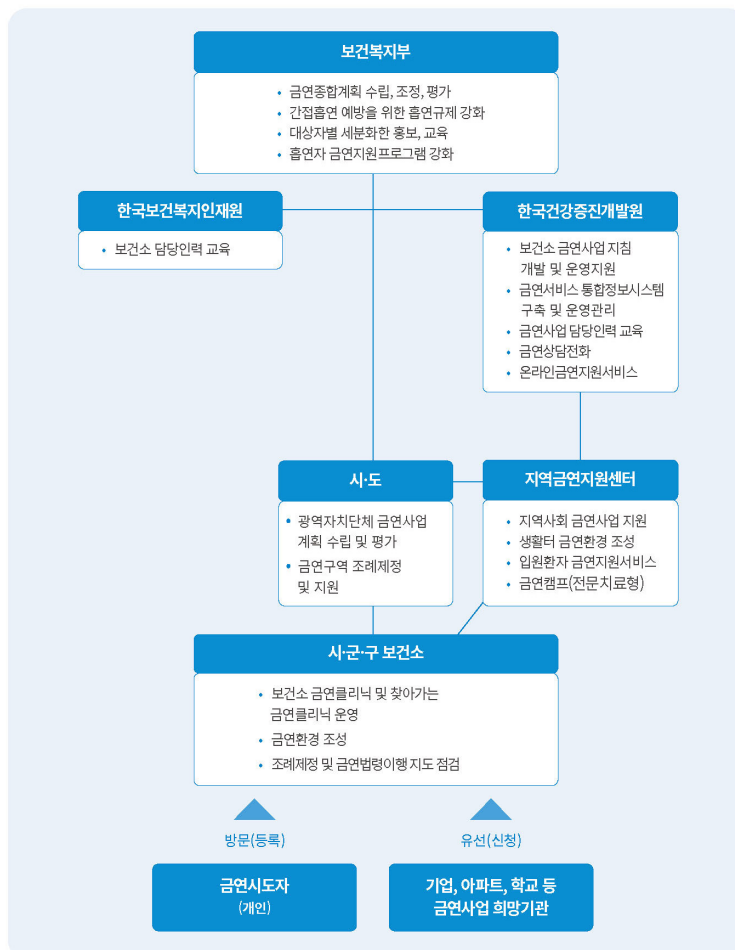 보건복지부
• 금연종합계획 수립, 조정, 평가
• 간접흡연 예방을 위한 흡연규제 강화
• 대상자별 세분화한 홍보, 교육
• 흡연자 금연지원프로그램 강화
한국보건복지인재원
• 보건소 담당인력 교육
한국건강증진개발원
• 보건소 금연사업 지침
개발 및 운영지원
• 금연서비스 통합정보시스템
구축 및 운영관리
• 금연사업 담당인력 교육
• 금연상담전화
• 온라인금연지원서비스
시·도
• 광역자치단체 금연사업
계획 수립 및 평가
• 금연구역 조례제정
및 지원
지역금연지원센터
• 지역사회 금연사업 지원
• 생활터 금연환경 조성
• 입원환자 금연지원서비스
• 금연캠프(전문치료형)
시·군·구 보건소
• 보건소 금연클리닉 및 찾아가는
금연클리닉 운영
• 금연환경 조성
• 조례제정 및 금연법령이행 지도 점검
방문(등록)
금연시도자
(개인)
유선(신청)
기업, 아파트, 학교 등
금연사업 희망기관